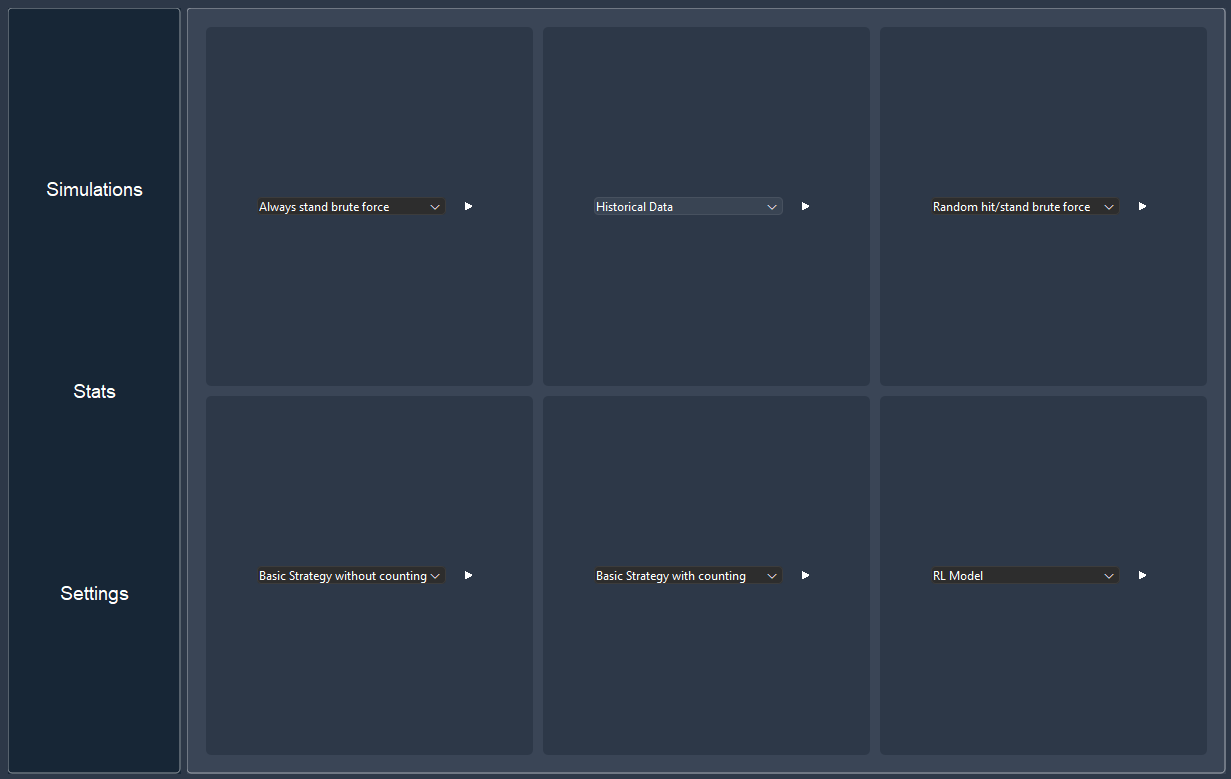 Simulations
Stats
Settings
Always stand brute force
Historical Data
Random hit/stand brute force
Basic Strategy without counting
Basic Strategy with counting
RL Model